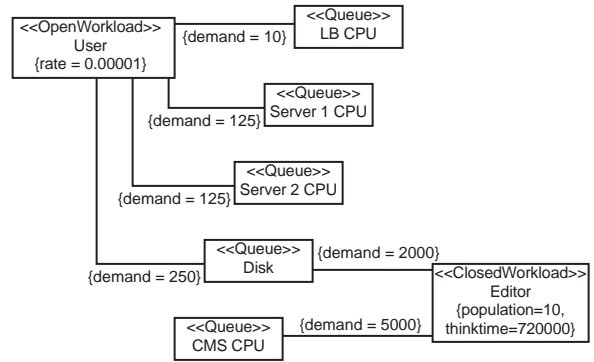 <<OpenWorkload>>
User
{rate = 0.00001}
{demand = 10}
<<Queue>>
LB CPU
<<Queue>>
Server 1 CPU
{demand = 125}
<<Queue>>
Server 2 CPU
{demand = 125}
<<Queue>>
Disk
{demand = 250}
{demand = 2000}
<<ClosedWorkload>>
Editor
{population=10,
thinktime=720000}
<<Queue>>
CMS CPU
{demand = 5000}